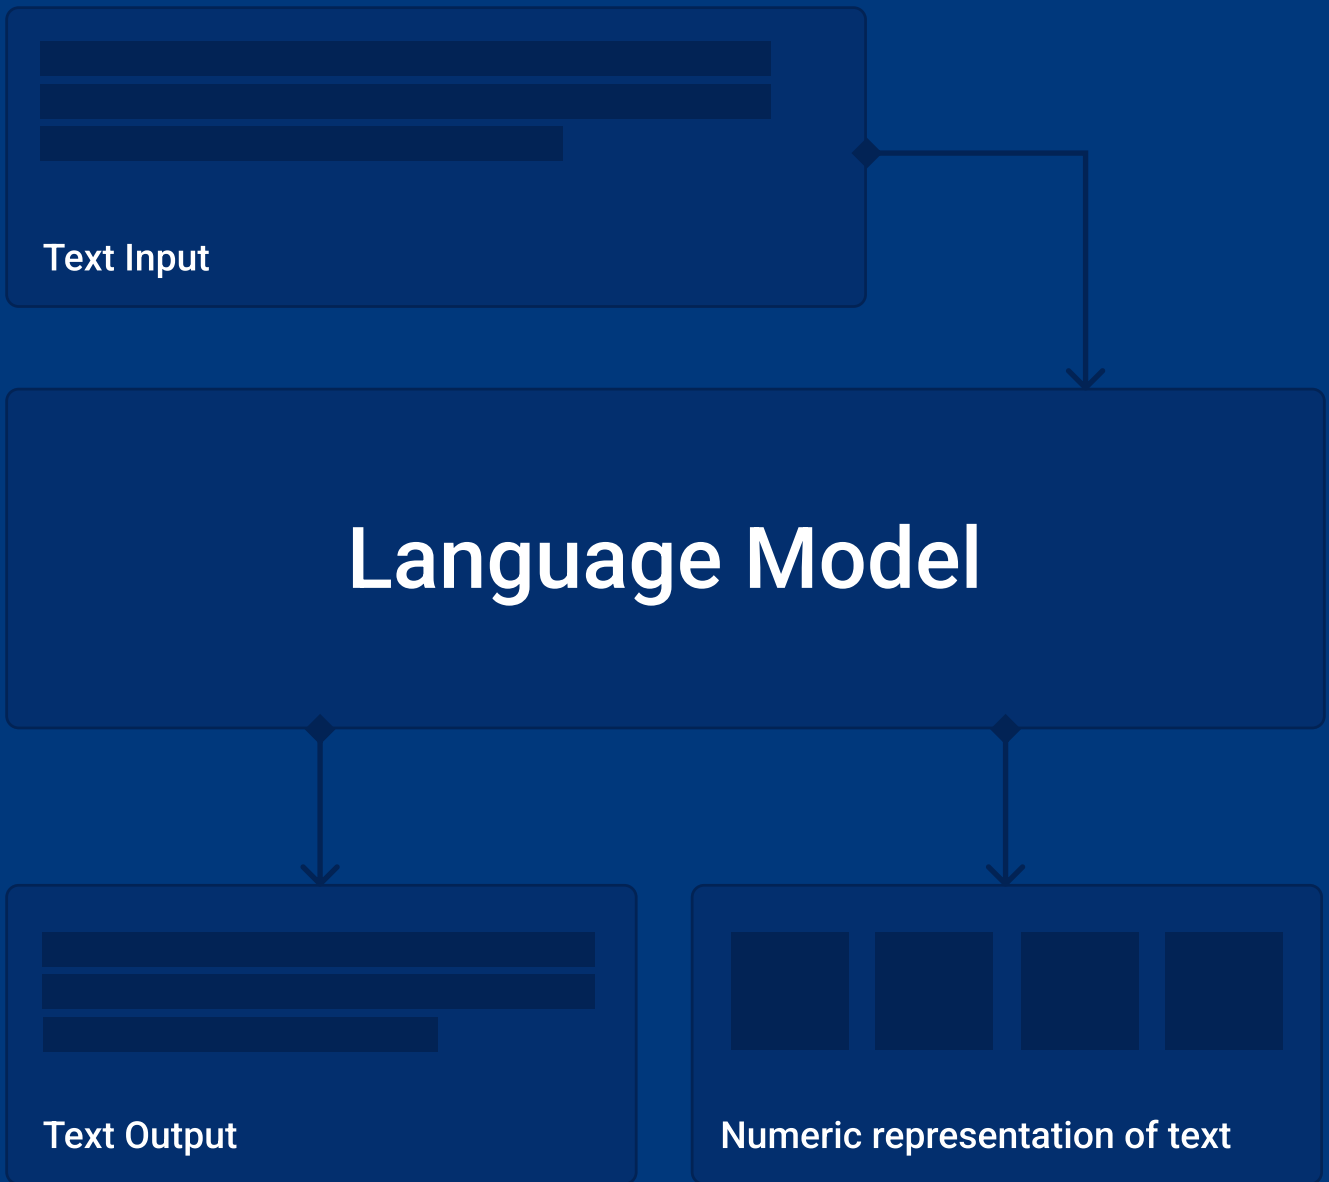 Text Input
Language Model
Text Output
Numeric representation of text